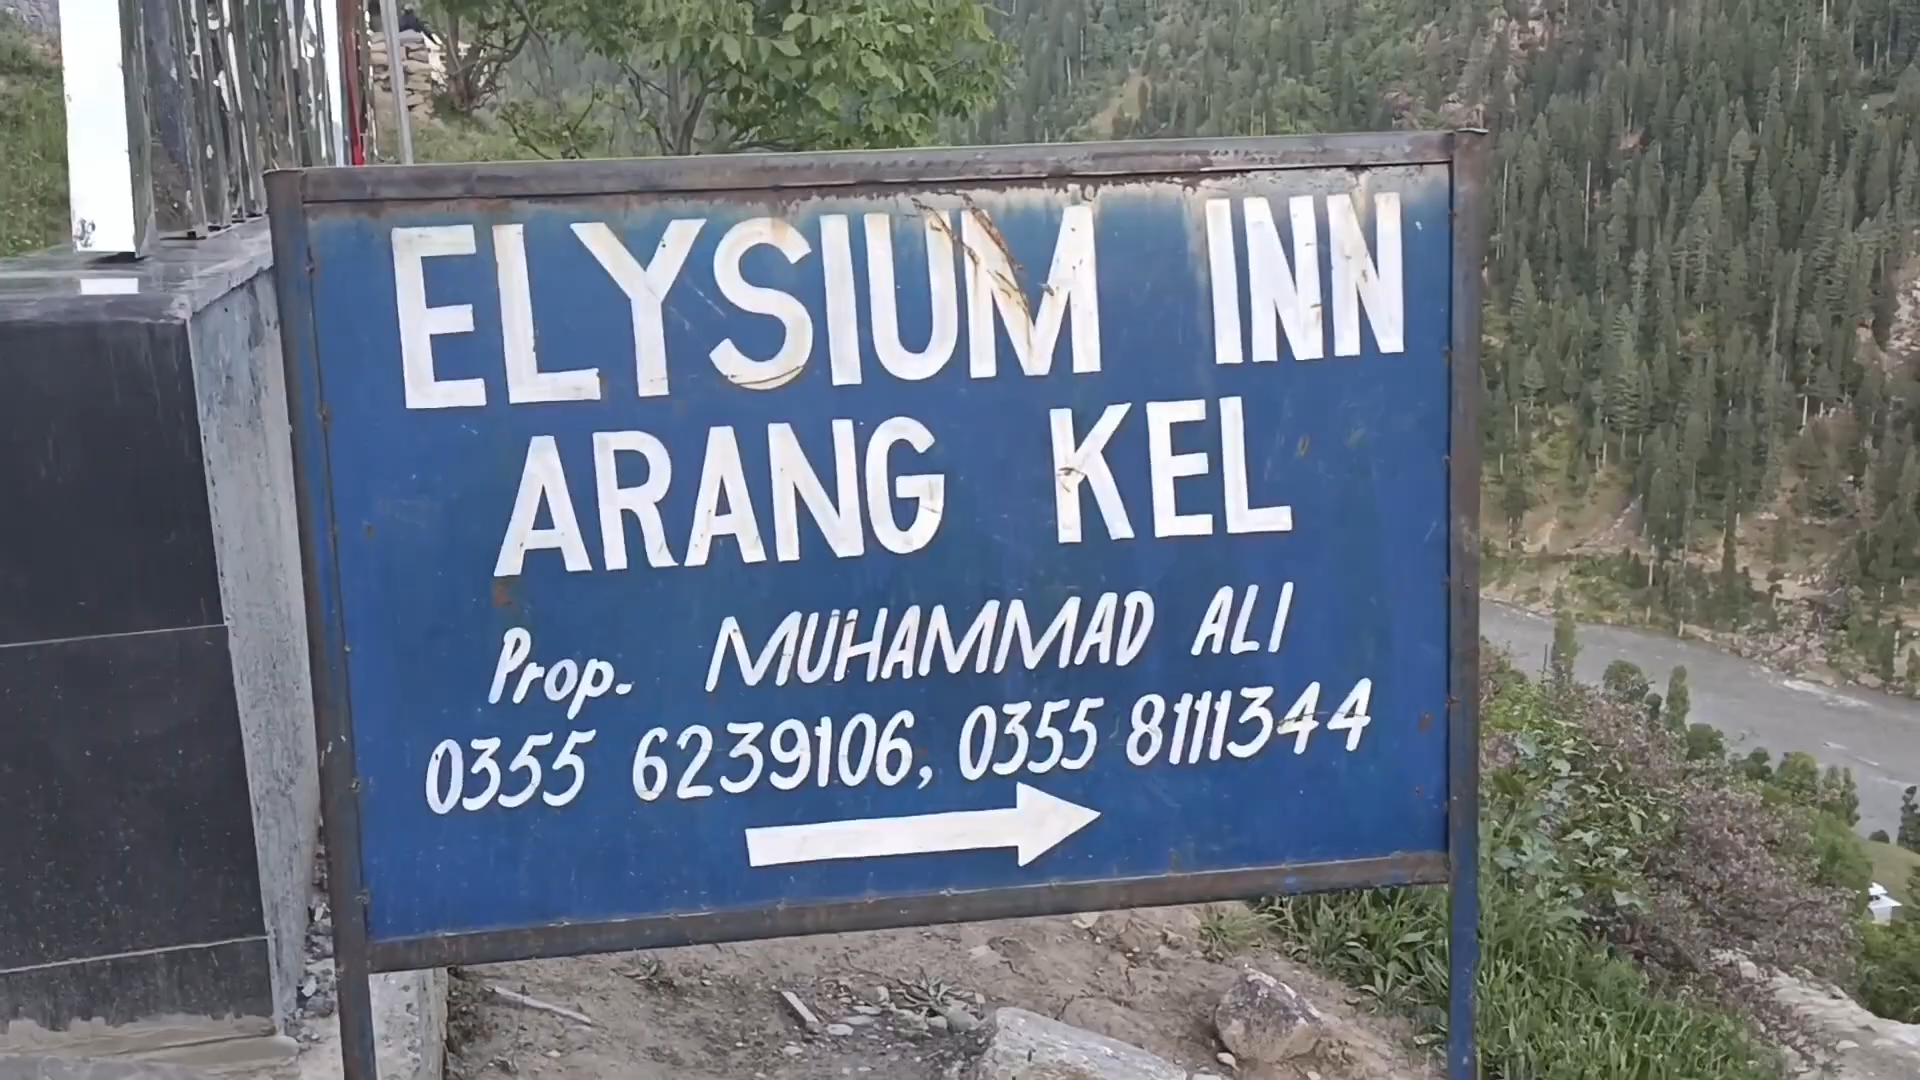 ELYSIUM INN
ARANG KEL
Prop. MUHAMMAD ALI
0355 6239106, 0355 8111344